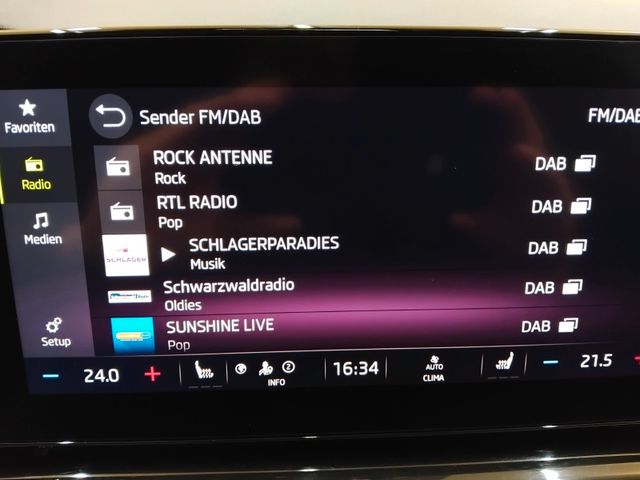 Favoriten
Sender FM/DAB
FM/DAB
Radio
ROCK ANTENNE
DAB
Rock
RTL RADIO
DAB
Pop
Medien
SCHLAGER
SCHLAGERPARADIES
DAB
Musik
Schwarzwaldradio
DAB
Oldies
Setup
SUNSHINE LIVE
DAB
Pop
− 24.0 +
2
INFO
16:34
AUTO
CLIMA
− 21.5 +